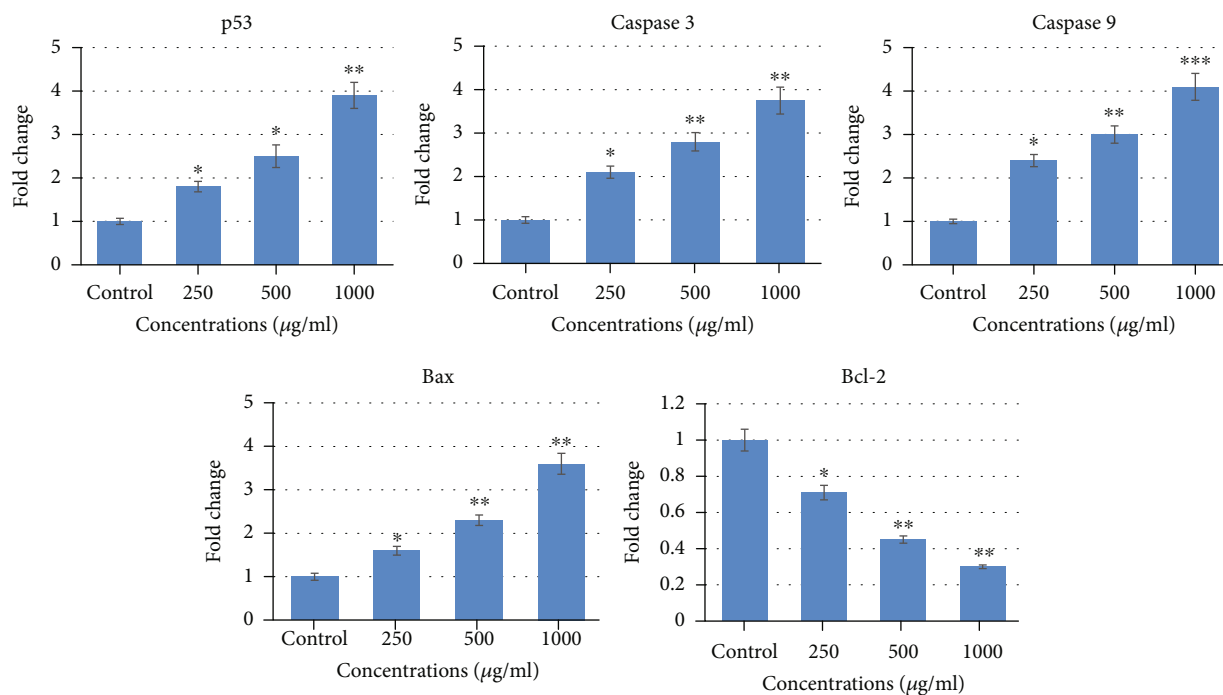 p53
5
4
3
2
1
0
Fold change
*
*
**
Control 250 500 1000
Concentrations (μg/ml)
Caspase 3
5
4
3
2
1
0
Fold change
*
**
**
Control 250 500 1000
Concentrations (μg/ml)
Caspase 9
5
4
3
2
1
0
Fold change
*
**
***
Control 250 500 1000
Concentrations (μg/ml)
Bax
5
4
3
2
1
0
Fold change
*
**
**
Control 250 500 1000
Concentrations (μg/ml)
Bcl-2
1.2
1
0.8
0.6
0.4
0.2
0
Fold change
*
**
**
Control 250 500 1000
Concentrations (μg/ml)